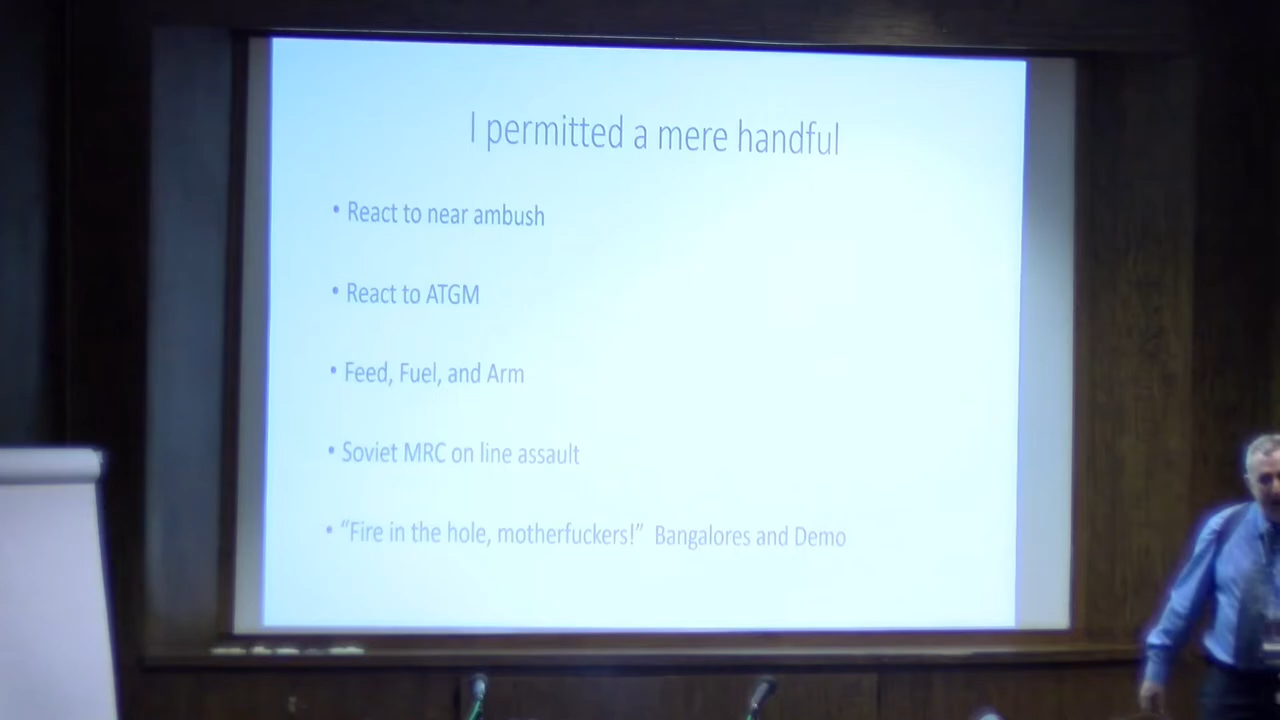 I permitted a mere handful
• React to near ambush
• React to ATGM
• Feed, Fuel, and Arm
• Soviet MRC on line assault
• “Fire in the hole, motherfuckers!” Bangalores and Demo